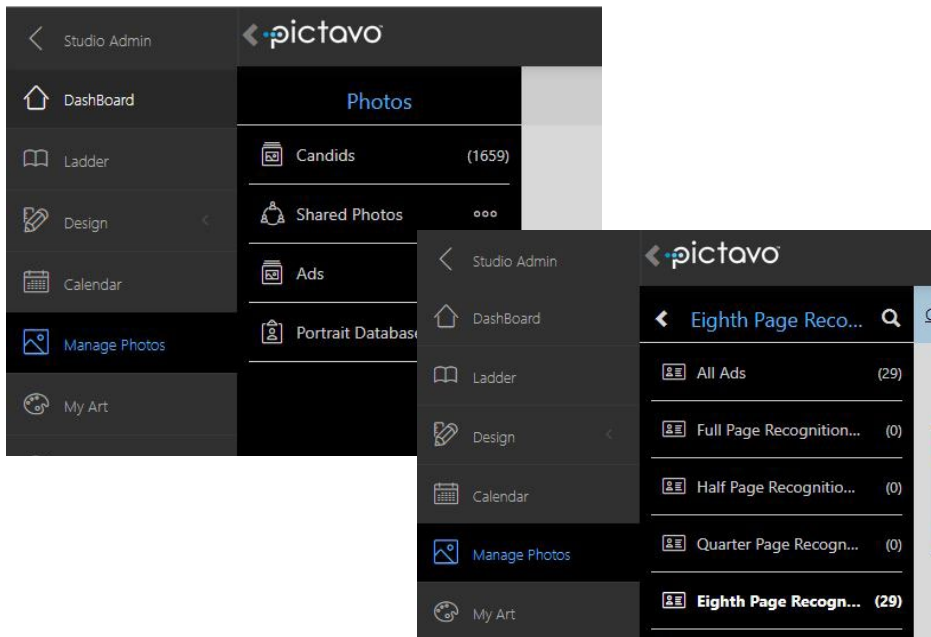 Studio Admin
pictavo
DashBoard
Photos
Ladder
Candids (1659)
Design
Shared Photos
Calendar
Ads
Manage Photos
Portrait Database
My Art
Studio Admin
pictavo
DashBoard
Eighth Page Reco...
Ladder
All Ads (29)
Design
Full Page Recognition... (0)
Calendar
Half Page Recognitio... (0)
Manage Photos
Quarter Page Recogn... (0)
My Art
Eighth Page Recogn... (29)